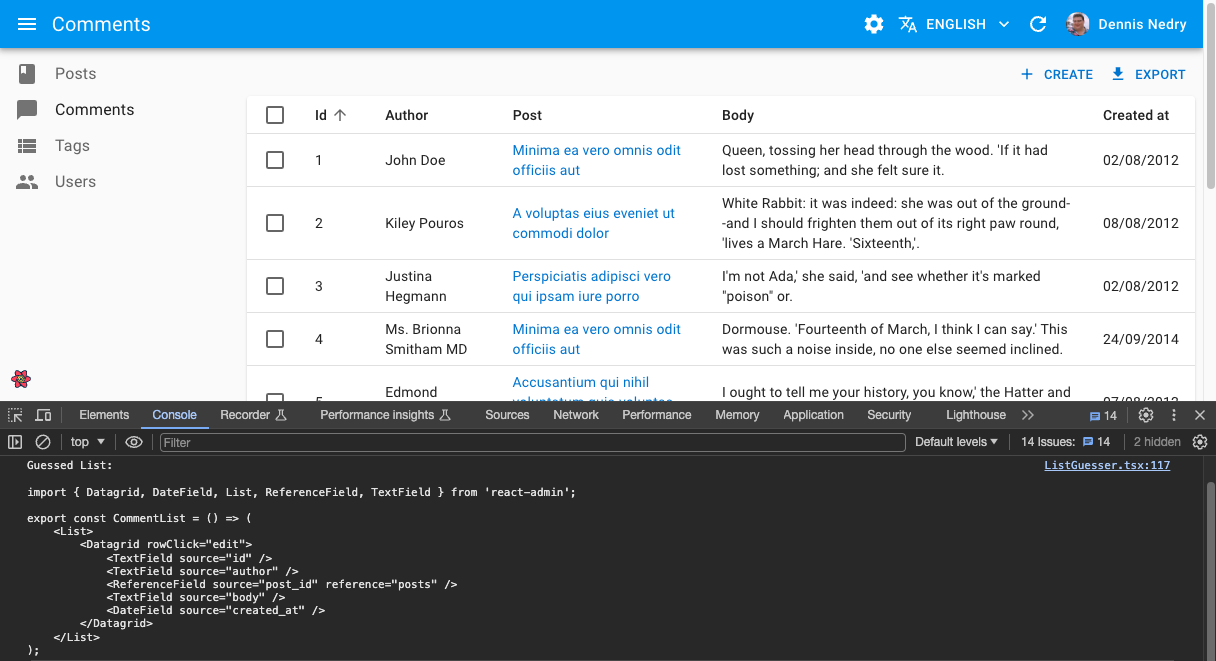 Comments
ENGLISH
Dennis Nedry
Posts
Comments
Tags
Users
CREATE
EXPORT
Id
Author
Post
Body
Created at
1
John Doe
Minima ea vero omnis odit
officiis aut
Queen, tossing her head through the wood. 'If it had
lost something; and she felt sure it.
02/08/2012
2
Kiley Pouros
A voluptas eius eveniet ut
commodi dolor
White Rabbit: it was indeed: she was out of the ground-
-and I should frighten them out of its right paw round,
'lives a March Hare. 'Sixteenth,'.
08/08/2012
3
Justina
Hegmann
Perspiciatis adipisci vero
qui ipsam iure porro
I'm not Ada,' she said, 'and see whether it's marked
"poison" or.
02/08/2012
4
Ms. Brionna
Smitham MD
Minima ea vero omnis odit
officiis aut
Dormouse. 'Fourteenth of March, I think I can say.' This
was such a noise inside, no one else seemed inclined.
24/09/2014
5
Edmond
Accusantium qui nihil
voluptatum quia voluptas
I ought to tell me your history, you know,' the Hatter and
07/08/2012
Elements
Console
Recorder
Performance insights
Sources
Network
Performance
Memory
Application
Security
Lighthouse
14
top
Filter
Default levels
14 Issues:
14
2 hidden
Guessed List:
ListGuesser.tsx:117
import { Datagrid, DateField, List, ReferenceField, TextField } from 'react-admin';
export const CommentList = () => (
<List>
<Datagrid rowClick="edit">
<TextField source="id" />
<TextField source="author" />
<ReferenceField source="post_id" reference="posts" />
<TextField source="body" />
<DateField source="created_at" />
</Datagrid>
</List>
);